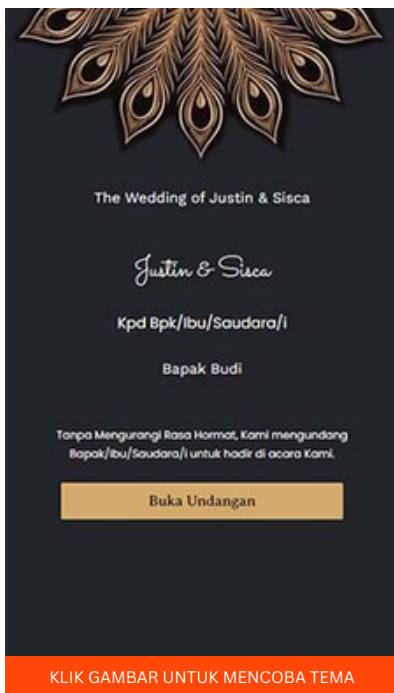 The Wedding of Justin & Sisca
Justin & Sisca
Kpd Bpk/Ibu/Saudara/i
Bapak Budi
Tanpa Mengurangi Rasa Hormat, Kami mengundang
Bapak/Ibu/Saudara/i untuk hadir di acara Kami.
Buka Undangan
KLIK GAMBAR UNTUK MENCOBA TEMA